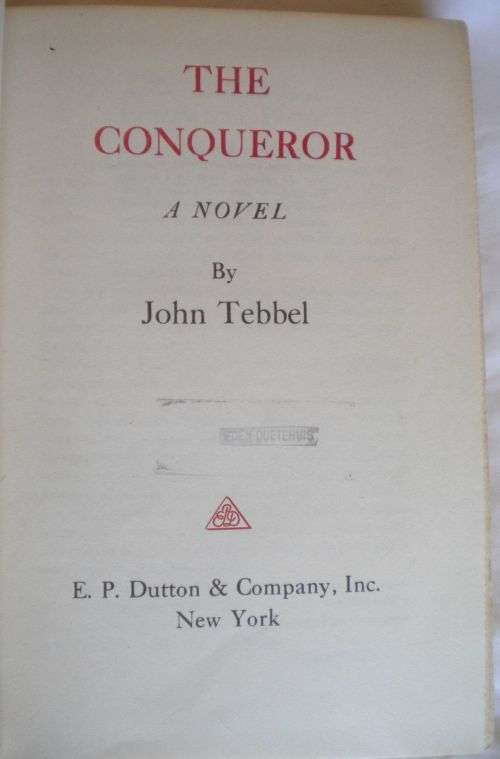 THE
CONQUEROR
A NOVEL
By
John Tebbel
E. P. Dutton & Company, Inc.
New York